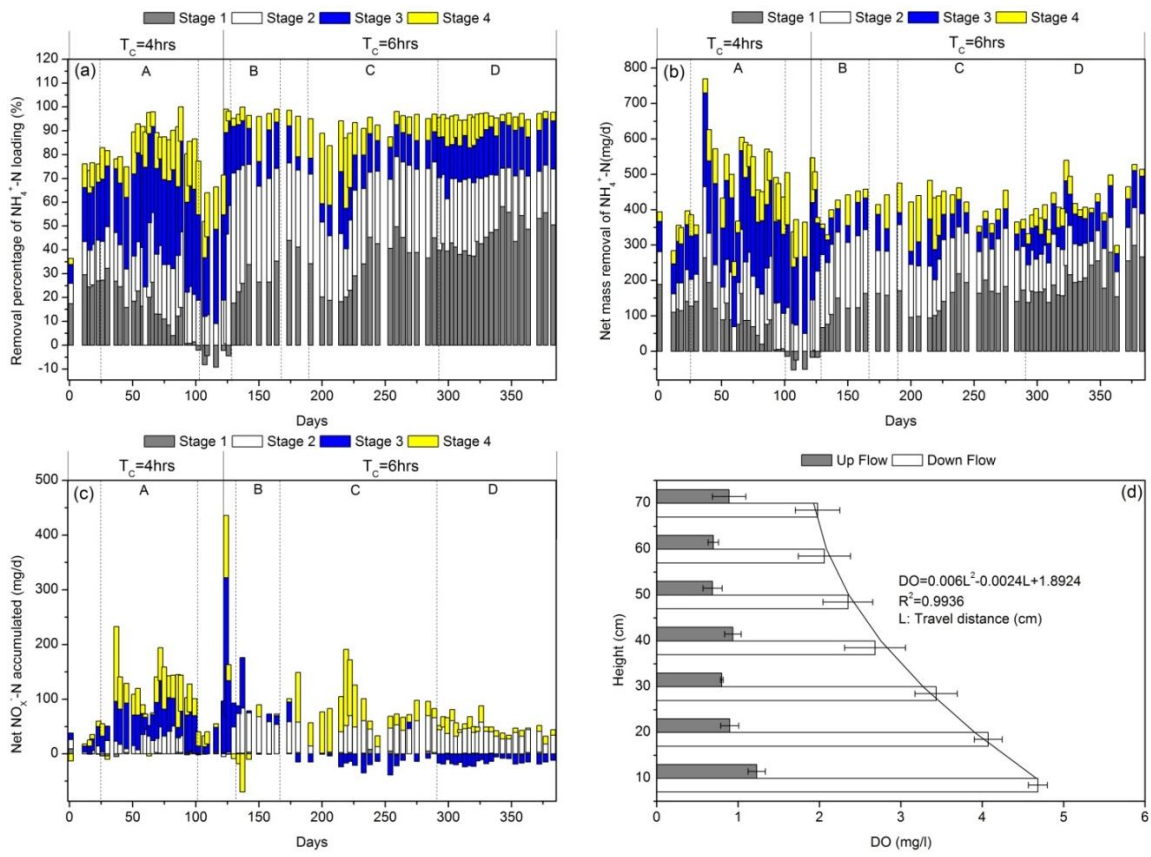 Stage 1 Stage 2 Stage 3 Stage 4
T_C=4hrs T_C=6hrs
(a) A B C D
120
110
100
90
80
70
60
50
40
30
20
10
0
-10
Removal percentage of NH₄⁺-N loading (%)
0 50 100 150 200 250 300 350
Days
Stage 1 Stage 2 Stage 3 Stage 4
T_C=4hrs T_C=6hrs
(b) A B C D
800
700
600
500
400
300
200
100
0
Net mass removal of NH₄⁺-N(mg/d)
0 50 100 150 200 250 300 350
Days
Stage 1 Stage 2 Stage 3 Stage 4
T_C=4hrs T_C=6hrs
(c) A B C D
500
400
300
200
100
0
Net NOₓ⁻-N accumulated (mg/d)
0 50 100 150 200 250 300 350
Days
Up Flow Down Flow
(d)
70
60
50
40
30
20
10
Height (cm)
DO=0.006L²-0.0024L+1.8924
R²=0.9936
L: Travel distance (cm)
0 1 2 3 4 5 6
DO (mg/l)